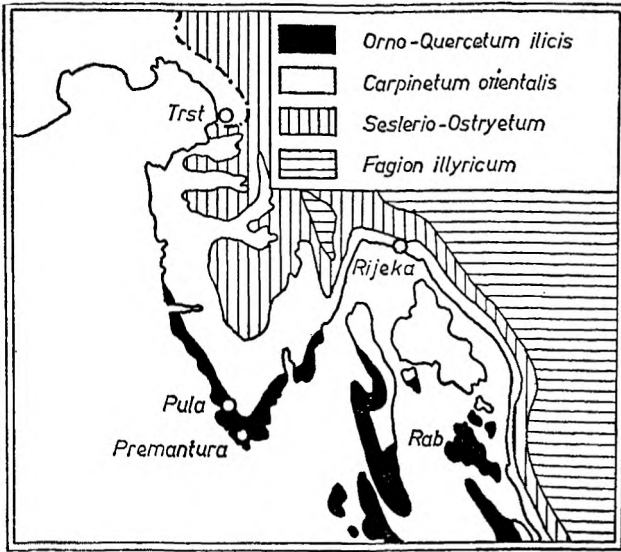 Orno-Quercetum ilicis
Carpinetum orientalis
Seslerio-Ostryetum
Fagion illyricum
Trst
Rijeka
Pula
Premantura
Rab